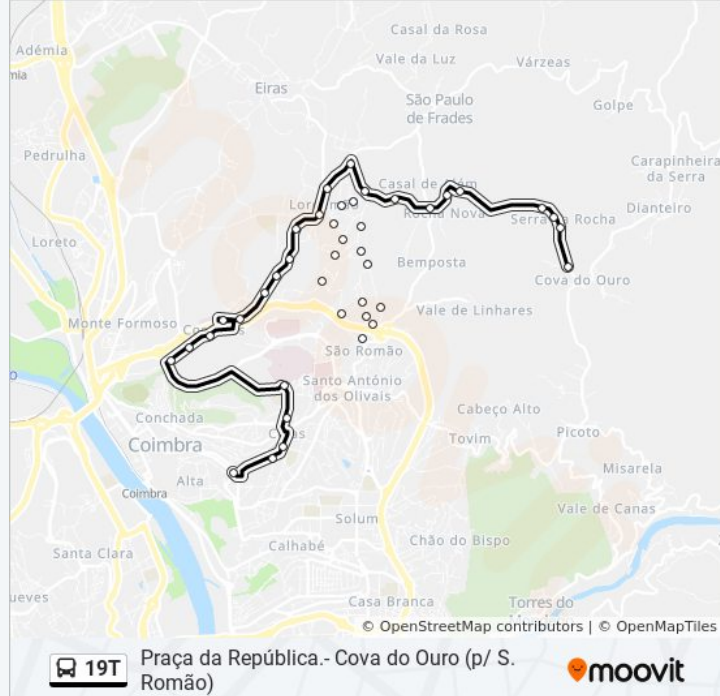 Casal da Rosa
Adémia
Vale da Luz
Várzeas
Eiras
São Paulo
de Frades
Golpe
Pedrulha
Carapinheira
da Serra
Casal de
Dianteiro
Rocha Nova
Loreto
Bemposta
Cova do Ouro
Vale de Linhares
Monte Formoso
São Romão
Santo António
dos Olivais
Cabeço Alto
Conchada
Coimbra
Tovim
Picoto
Misarela
Alta
Coimbra
Vale de Canas
Solum
Chão do Bispo
Calhabé
Santa Clara
Casa Branca
Torres do
© OpenStreetMap contributors | © OpenMapTiles
19T
Praça da República.- Cova do Ouro (p/ S.
Romão)
moovit